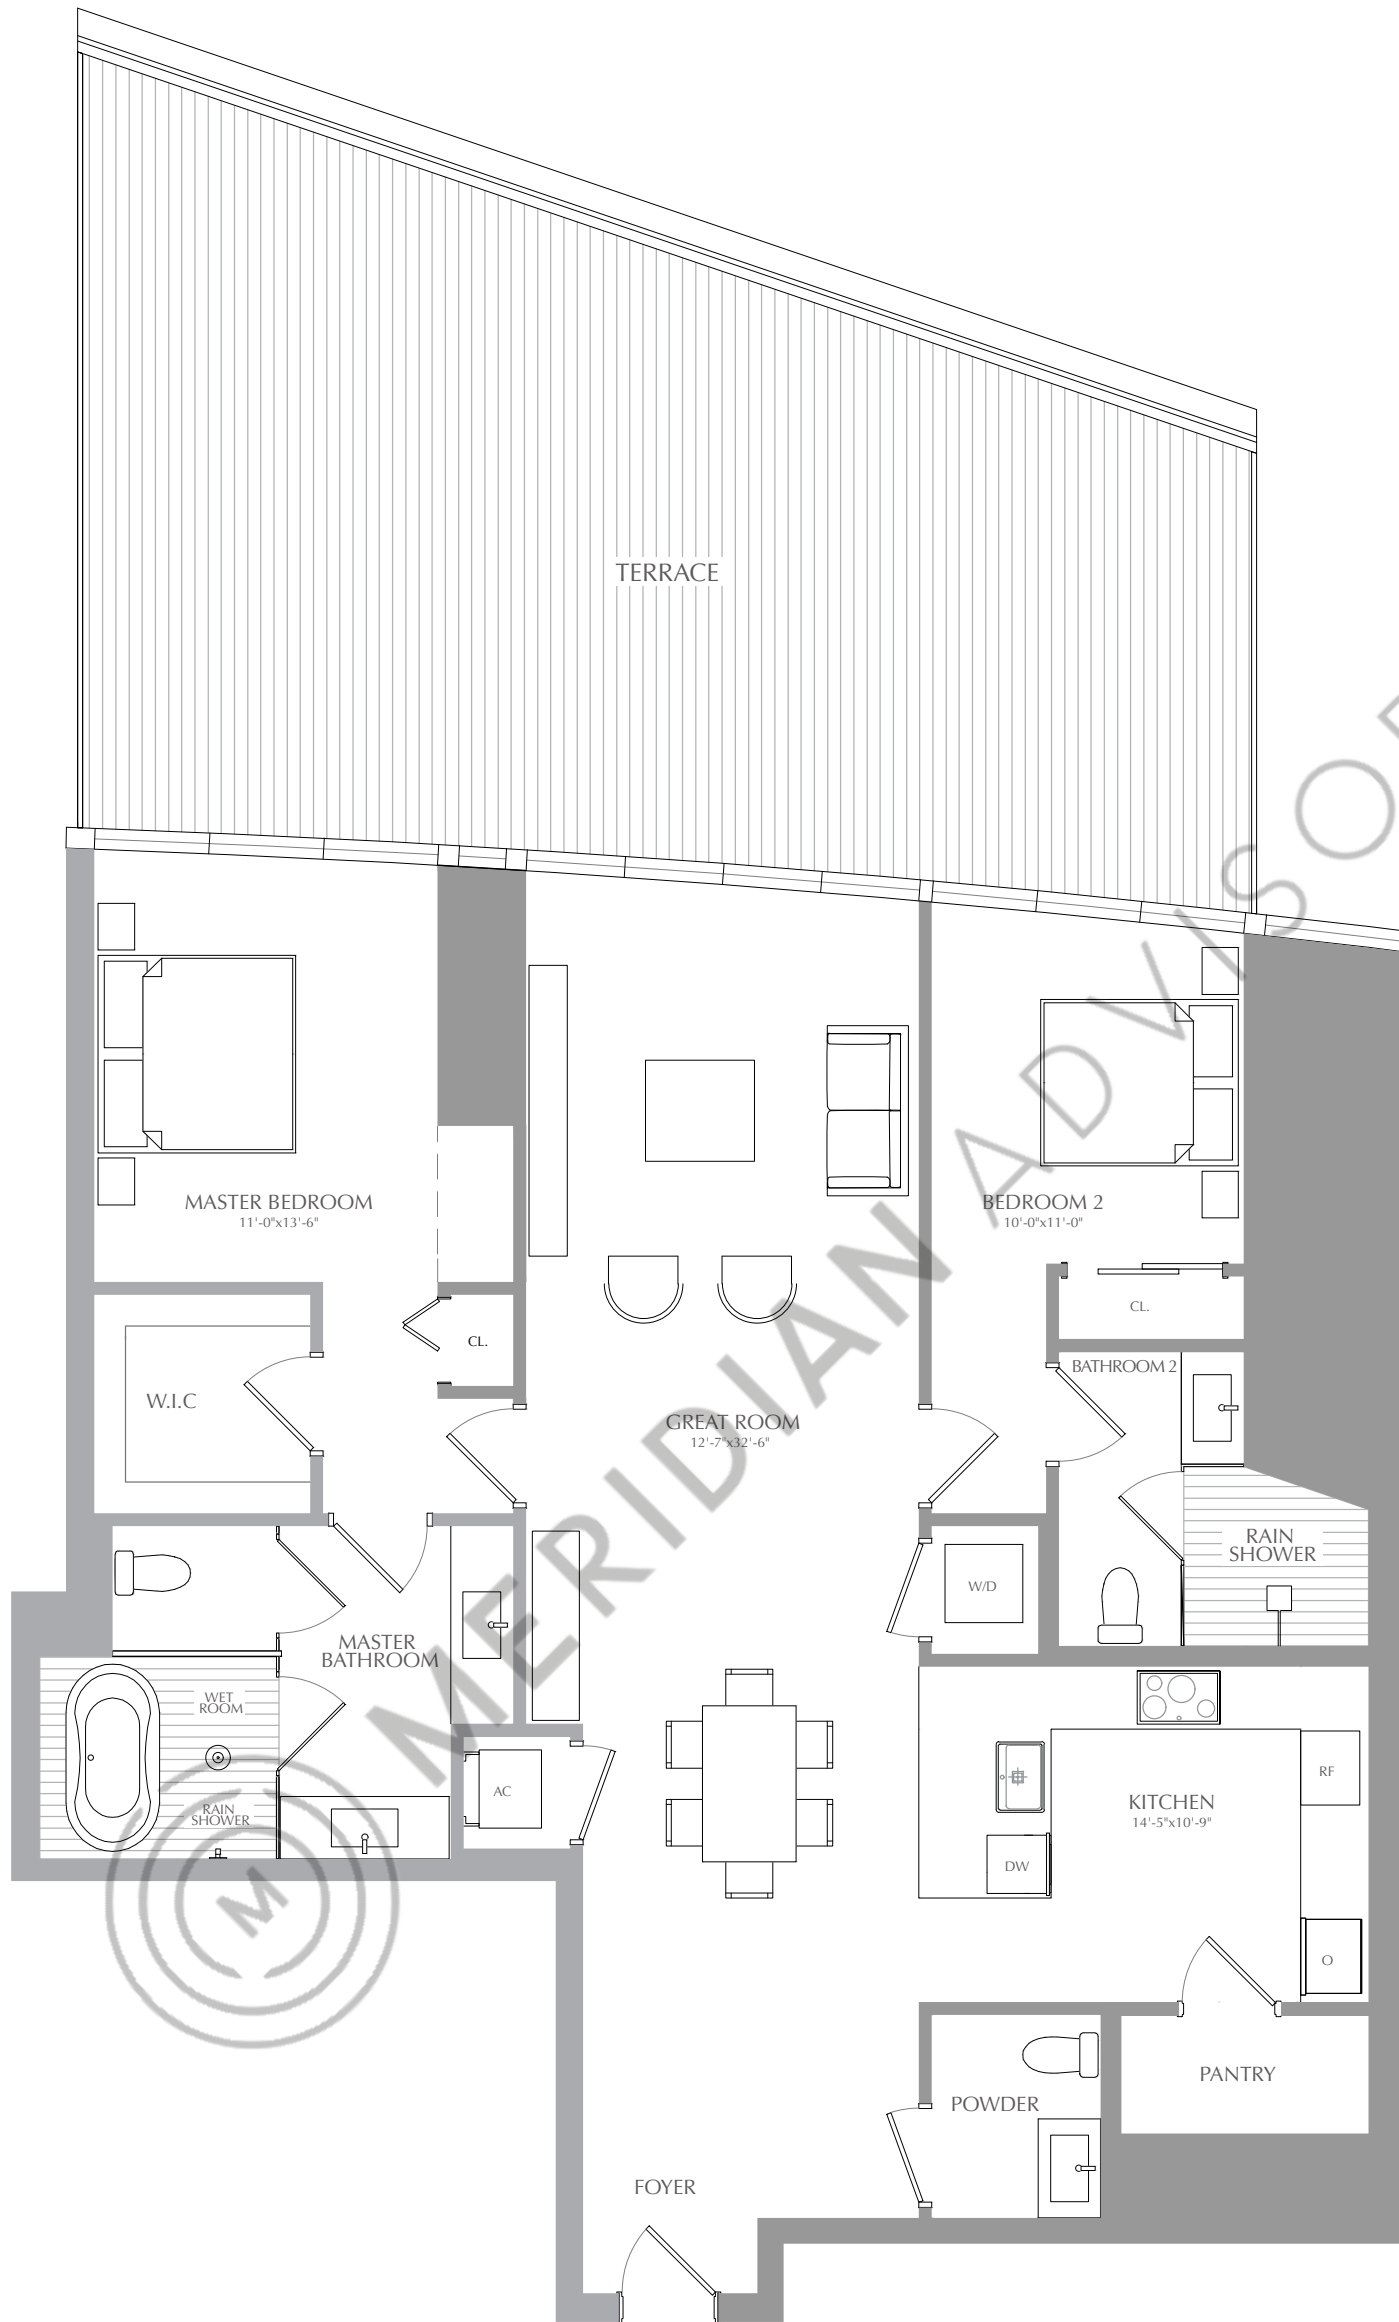 TERRACE
MASTER BEDROOM
11'-0"x13'-6"
BEDROOM 2
10'-0"x11'-0"
CL.
CL.
BATHROOM 2
W.I.C
GREAT ROOM
12'-7"x32'-6"
RAIN
SHOWER
W/D
MASTER
BATHROOM
WET
ROOM
RAIN
SHOWER
AC
RF
KITCHEN
14'-5"x10'-9"
DW
O
PANTRY
POWDER
FOYER
M
MERIDIAN ADVISO